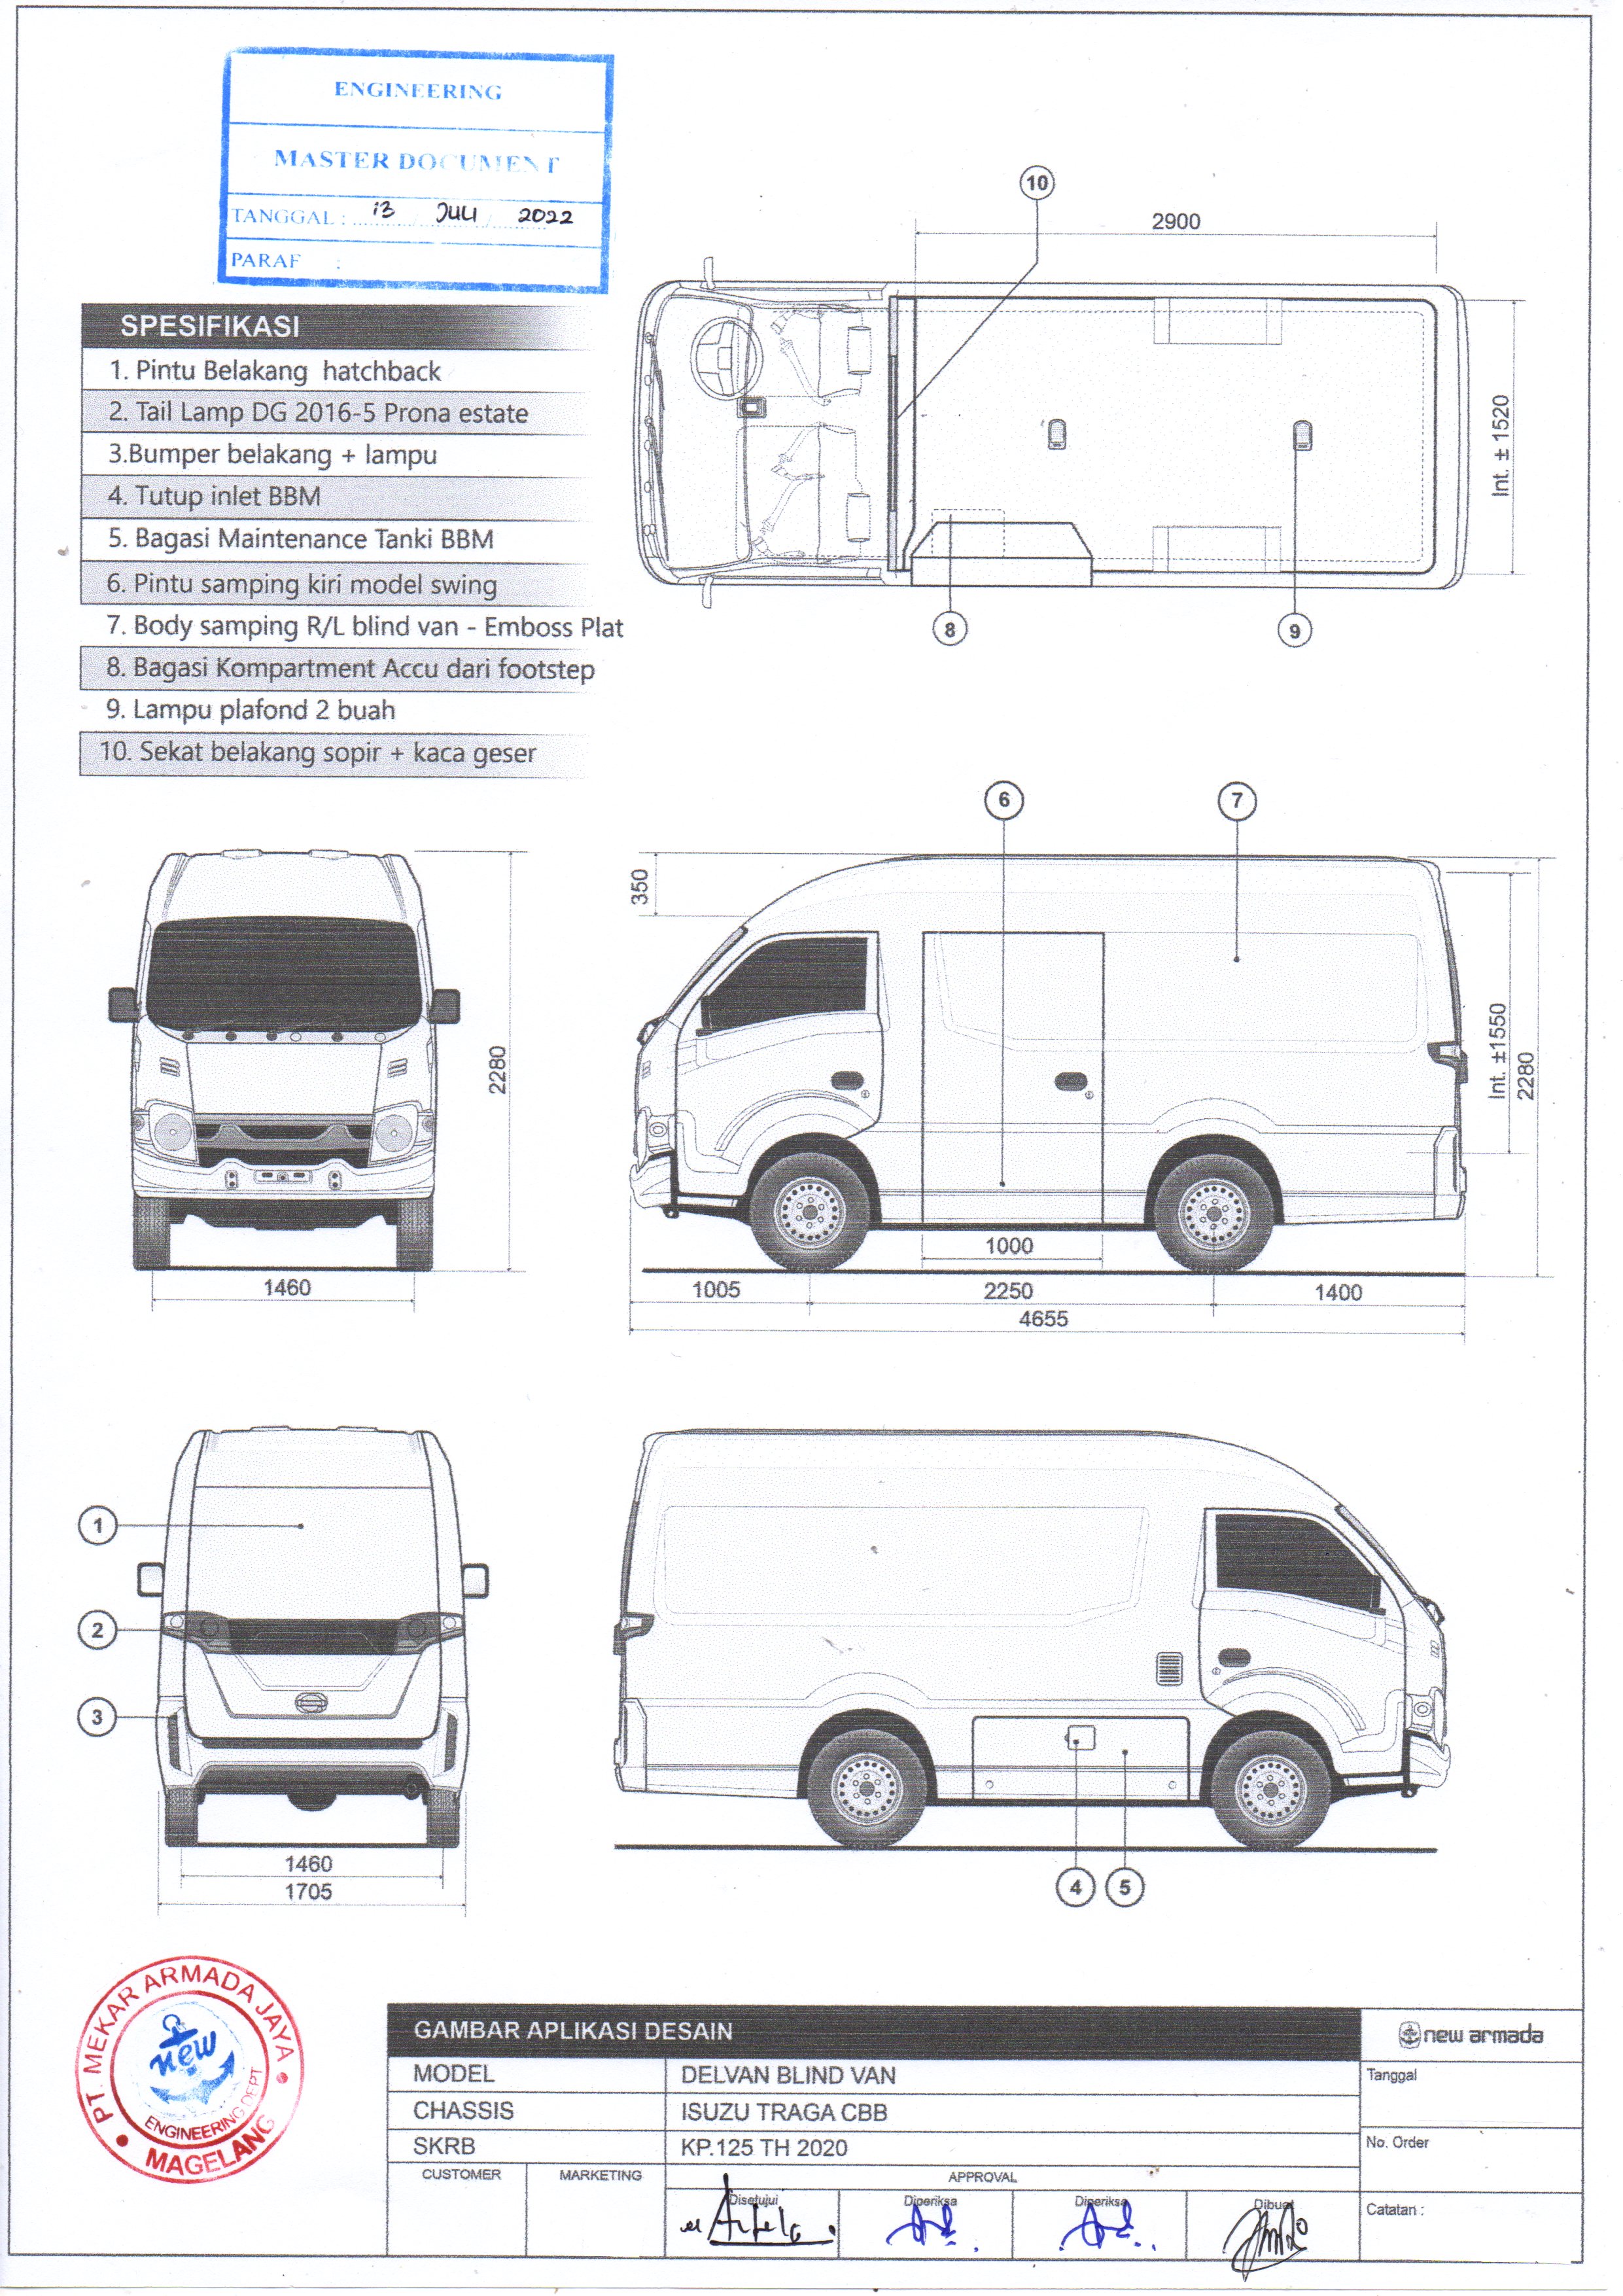 ENGINEERING
MASTER DOCUMENT
TANGGAL : 13 / JULI / 2022
PARAF :
SPESIFIKASI
1. Pintu Belakang hatchback
2. Tail Lamp DG 2016-5 Prona estate
3.Bumper belakang + lampu
4. Tutup inlet BBM
5. Bagasi Maintenance Tanki BBM
6. Pintu samping kiri model swing
7. Body samping R/L blind van - Emboss Plat
8. Bagasi Kompartment Accu dari footstep
9. Lampu plafond 2 buah
10. Sekat belakang sopir + kaca geser
10
2900
Int. ± 1520
8
9
6
7
2280
1460
350
Int. ±1550
2280
1000
1005
2250
1400
4655
1
2
3
1460
1705
4
5
PT. MEKAR ARMADA JAYA
new
ENGINEERING DEPT
MAGELANG
GAMBAR APLIKASI DESAIN
new armada
MODEL
DELVAN BLIND VAN
Tanggal
CHASSIS
ISUZU TRAGA CBB
SKRB
KP.125 TH 2020
No. Order
CUSTOMER
MARKETING
APPROVAL
Disetujui
Diperiksa
Diperiksa
Dibuat
Catatan :